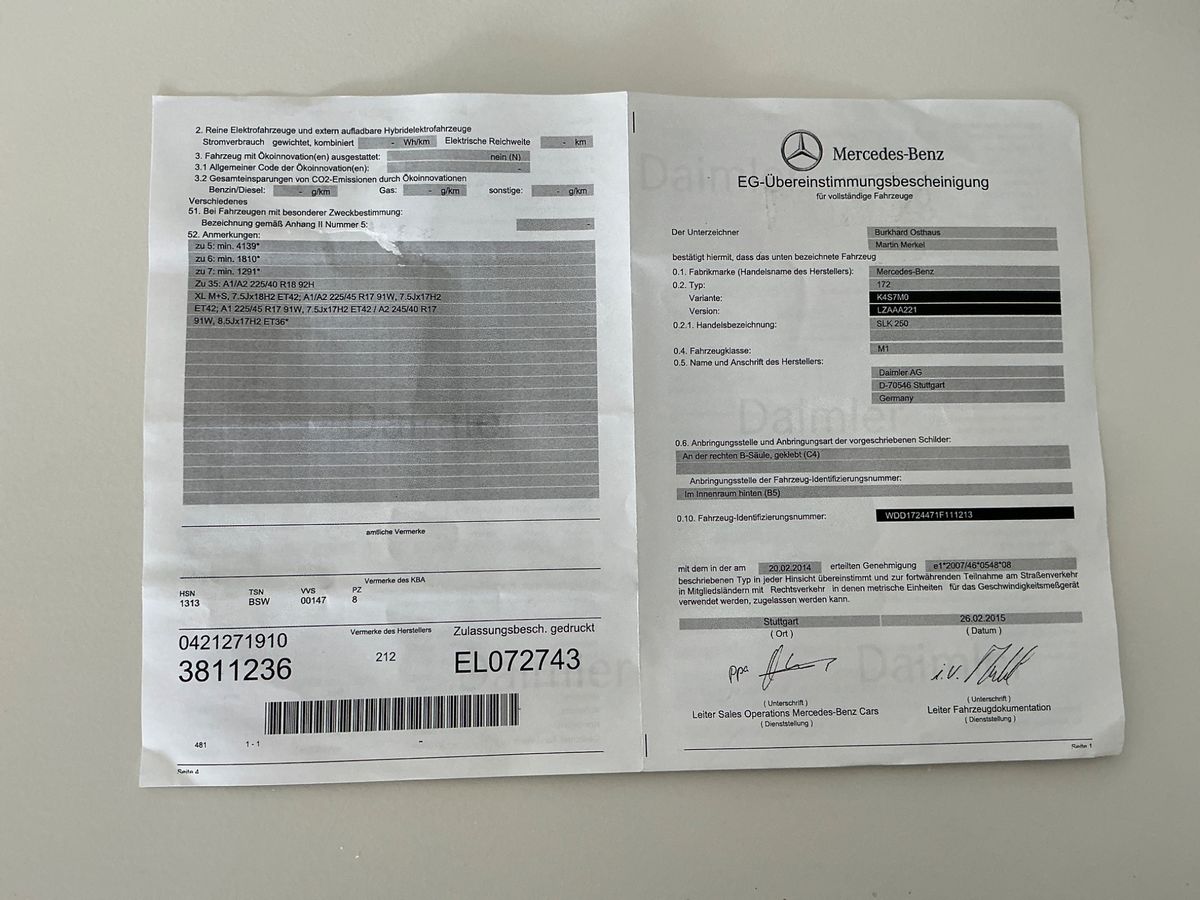 2. Reine Elektrofahrzeuge und extern aufladbare Hybridelektrofahrzeuge
Stromverbrauch gewichtet, kombiniert - Wh/km Elektrische Reichweite - km
3. Fahrzeug mit Ökoinnovation(en) ausgestattet: nein (N)
3.1 Allgemeiner Code der Ökoinnovation(en): -
3.2 Gesamteinsparungen von CO2-Emissionen durch Ökoinnovationen
Benzin/Diesel: - g/km Gas: - g/km sonstige: - g/km
Verschiedenes
51. Bei Fahrzeugen mit besonderer Zweckbestimmung:
Bezeichnung gemäß Anhang II Nummer 5: -
52. Anmerkungen:
zu 5: min. 4139*
zu 6: min. 1810*
zu 7: min. 1291*
Zu 35: A1/A2 225/40 R18 92H
XL M+S, 7.5Jx18H2 ET42; A1/A2 225/45 R17 91W, 7.5Jx17H2
ET42; A1 225/45 R17 91W, 7.5Jx17H2 ET42 / A2 245/40 R17
91W, 8.5Jx17H2 ET36*
amtliche Vermerke
Vermerke des KBA
HSN TSN VVS PZ
1313 BSW 00147 8
Vermerke des Herstellers Zulassungsbesch. gedruckt
0421271910
3811236 212 EL072743
481 1 - 1 -
Seite 4
Mercedes-Benz
EG-Übereinstimmungsbescheinigung
für vollständige Fahrzeuge
Der Unterzeichner Burkhard Osthaus
Martin Merkel
bestätigt hiermit, dass das unten bezeichnete Fahrzeug
0.1. Fabrikmarke (Handelsname des Herstellers): Mercedes-Benz
0.2. Typ: 172
Variante: K4S7M0
Version: LZAAA221
0.2.1. Handelsbezeichnung: SLK 250
0.4. Fahrzeugklasse: M1
0.5. Name und Anschrift des Herstellers:
Daimler AG
D-70546 Stuttgart
Germany
Daimler
0.6. Anbringungsstelle und Anbringungsart der vorgeschriebenen Schilder:
An der rechten B-Säule, geklebt (C4)
Anbringungsstelle der Fahrzeug-Identifizierungsnummer:
Im Innenraum hinten (B5)
0.10. Fahrzeug-Identifizierungsnummer: WDD1724471F111213
mit dem in der am 20.02.2014 erteilten Genehmigung e1*2007/46*0548*08
beschriebenen Typ in jeder Hinsicht übereinstimmt und zur fortwährenden Teilnahme am Straßenverkehr
in Mitgliedsländern mit Rechtsverkehr in denen metrische Einheiten für das Geschwindigkeitsmeßgerät
verwendet werden, zugelassen werden kann.
Stuttgart 26.02.2015
( Ort ) ( Datum )
ppa i.V.
( Unterschrift ) ( Unterschrift )
Leiter Sales Operations Mercedes-Benz Cars Leiter Fahrzeugdokumentation
( Dienststellung ) ( Dienststellung )
Seite 1